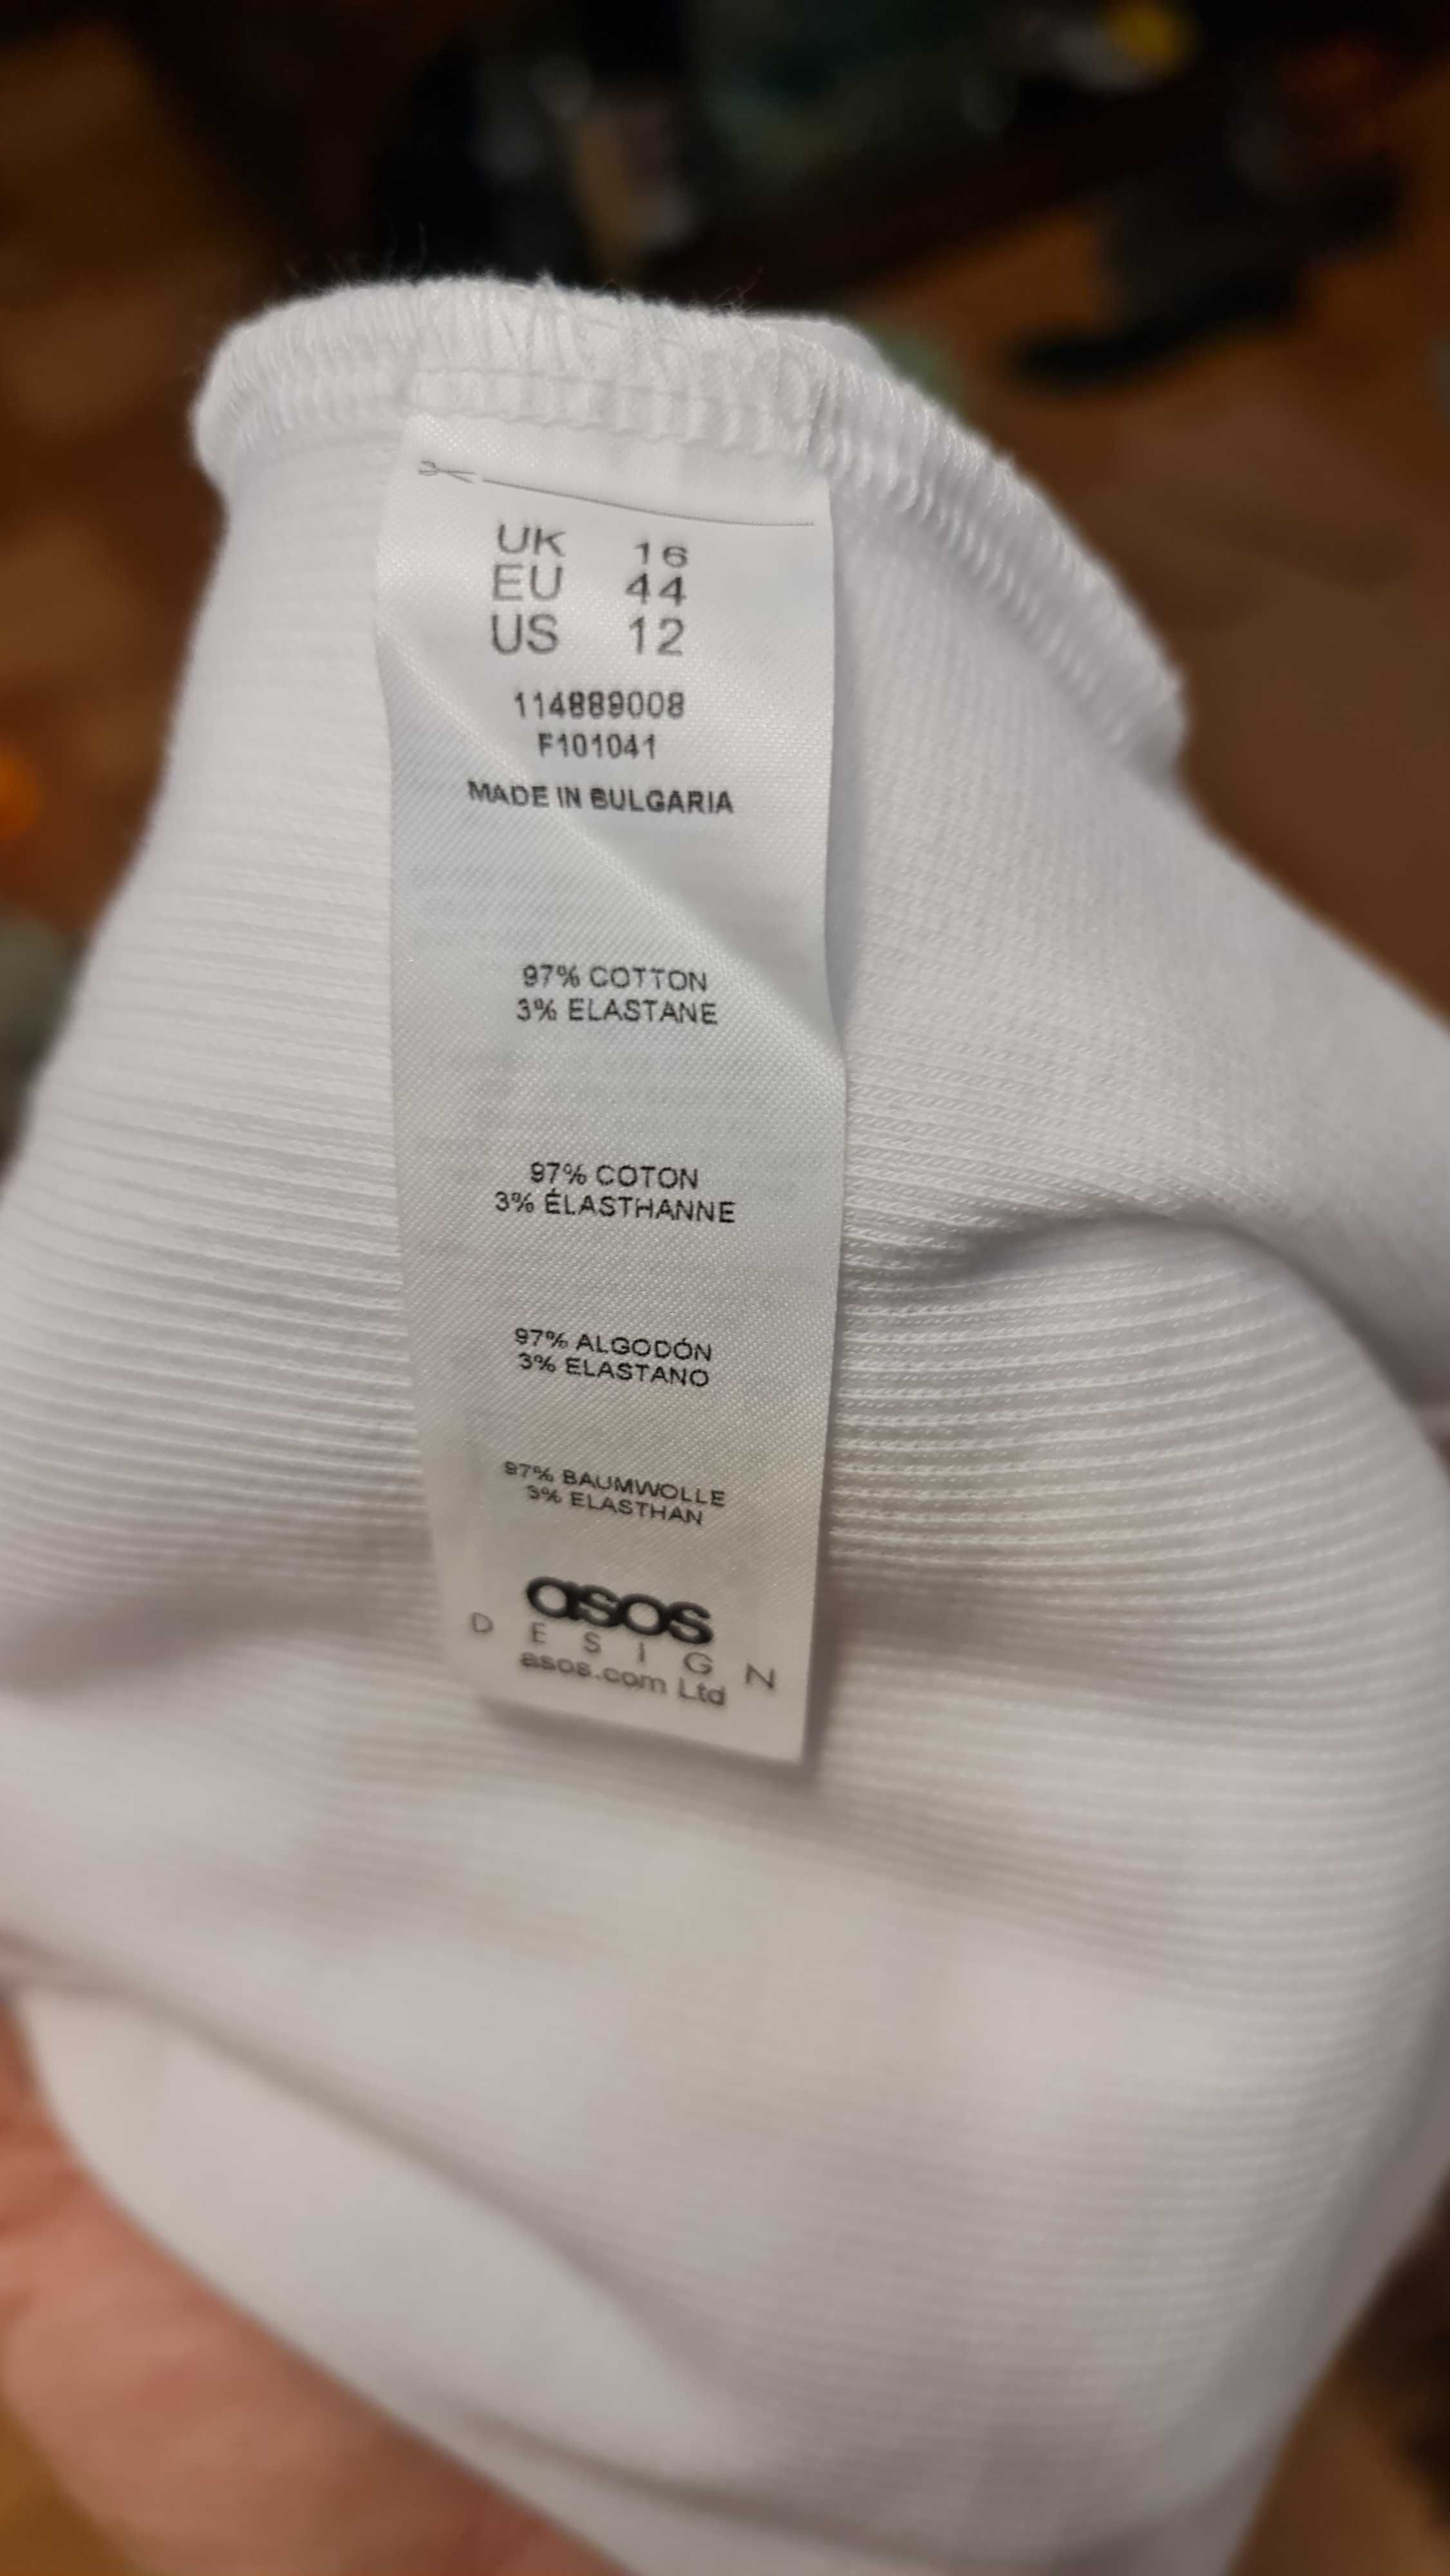 UK 16
EU 44
US 12
114889008
F101041
MADE IN BULGARIA
97% COTTON
3% ELASTANE
97% COTON
3% ÉLASTHANNE
97% ALGODÓN
3% ELASTANO
97% BAUMWOLLE
3% ELASTHAN
asos
DESIGN
asos.com Ltd